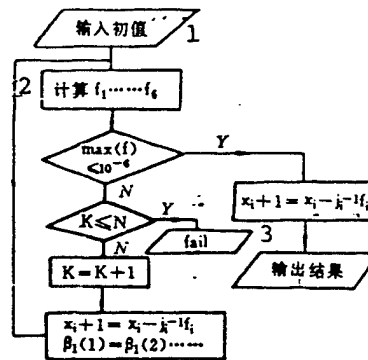 输入初值
1
2
计算 f₁……f₆
max(f)
≤10⁻⁶
Y
N
K≤N
Y
fail
3
N
K=K+1
xᵢ+1=xᵢ-k⁻¹fᵢ
输出结果
xᵢ+1=xᵢ-k⁻¹fᵢ
β₁(1)=β₁(2)……